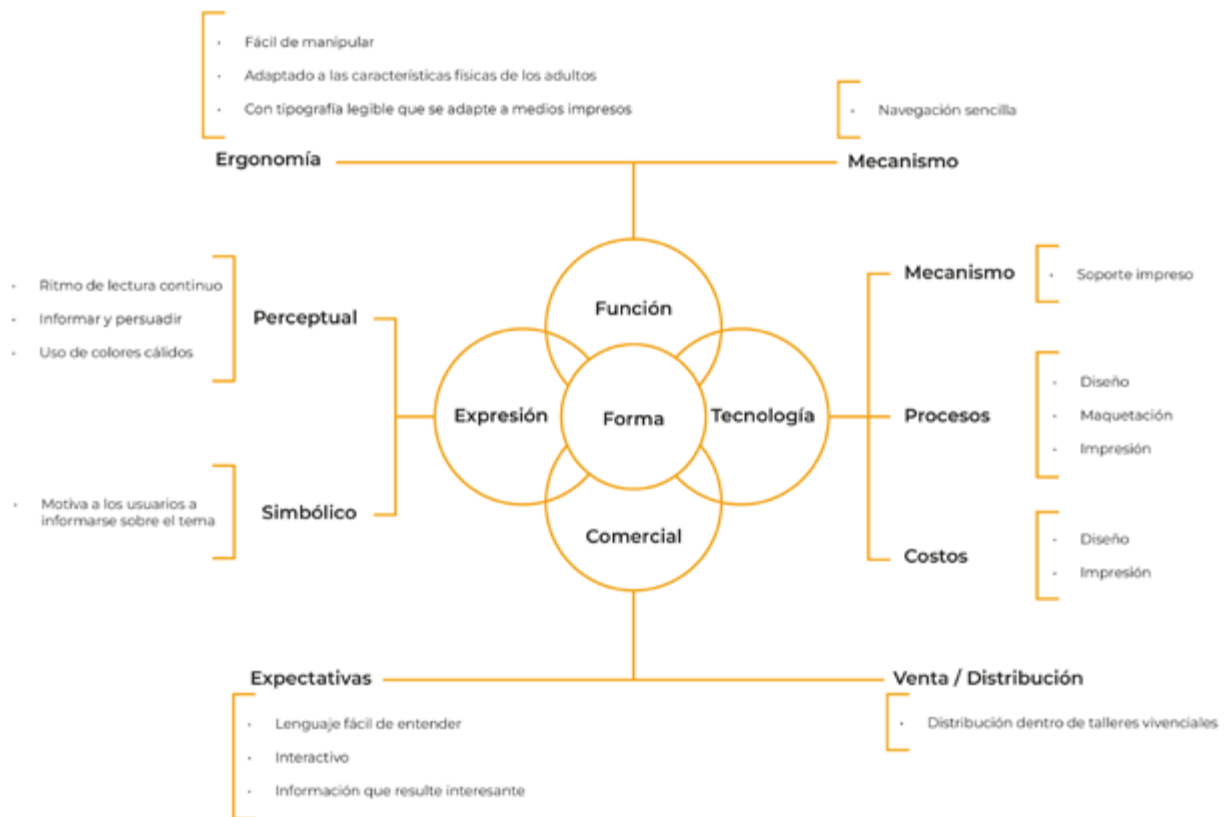 Fácil de manipular
Adaptado a las características físicas de los adultos
Con tipografía legible que se adapte a medios impresos
Ergonomía
Navegación sencilla
Mecanismo
Ritmo de lectura continuo
Informar y persuadir
Uso de colores cálidos
Perceptual
Motiva a los usuarios a
informarse sobre el tema
Simbólico
Función
Expresión
Forma
Tecnología
Comercial
Mecanismo
Soporte impreso
Procesos
Diseño
Maquetación
Impresión
Costos
Diseño
Impresión
Expectativas
Lenguaje fácil de entender
Interactivo
Información que resulte interesante
Venta / Distribución
Distribución dentro de talleres vivenciales